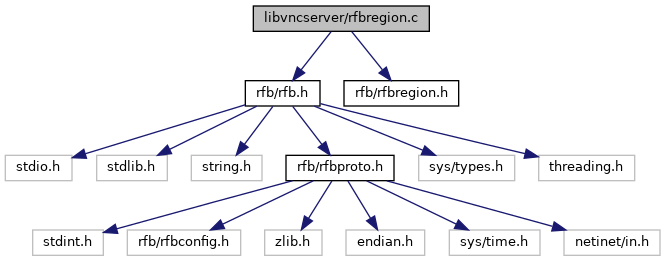 libvncserver/rfbregion.c
rfb/rfb.h
rfb/rfbregion.h
stdio.h
stdlib.h
string.h
rfb/rfbproto.h
sys/types.h
threading.h
stdint.h
rfb/rfbconfig.h
zlib.h
endian.h
sys/time.h
netinet/in.h